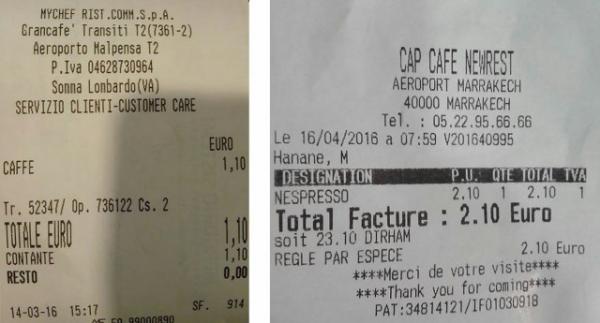 MYCHEF RIST.COMM.S.p.A.
Grancafe' Transiti T2(7361-2)
Aeroporto Malpensa T2
P.Iva 04628730964
Somma Lombardo(VA)
SERVIZIO CLIENTI-CUSTOMER CARE
EURO
CAFFE 1,10
Tr. 52347/ Op. 736122 Cs. 2
TOTALE EURO 1,10
CONTANTE 1,10
RESTO 0,00
14-03-16 15:17 SF. 914
99000890
CAP CAFE NEWREST
AEROPORT MARRAKECH
40000 MARRAKECH
Tel. : 05.22.95.66.66
Le 16/04/2016 a 07:59 V201640995
Hanane, M
DESIGNATION P.U. QTE TOTAL TVA
NESPRESSO 2.10 1 2.10 1
Total Facture : 2.10 Euro
soit 23.10 DIRHAM
REGLE PAR ESPECE 2.10 Euro
****Merci de votre visite****
****Thank you for coming****
PAT:34814121/IF01030918